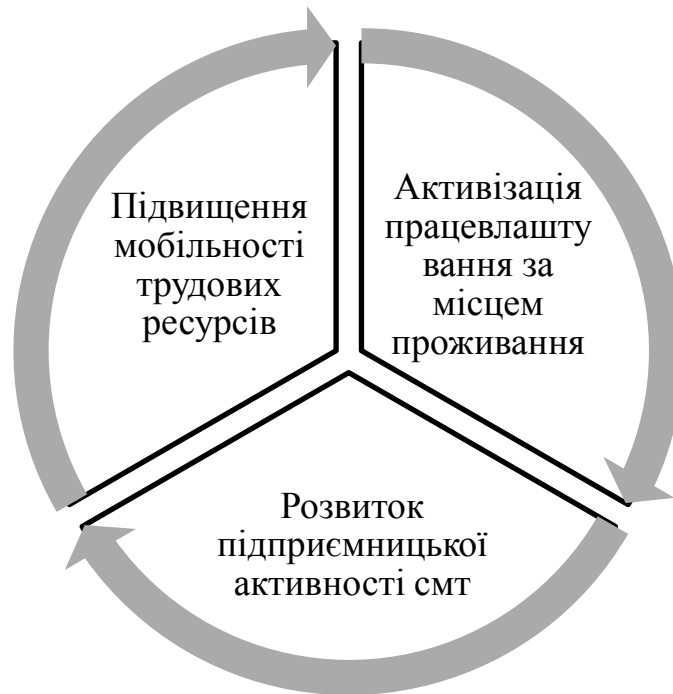 Підвищення
мобільності
трудових
ресурсів
Активізація
працевлашту
вання за
місцем
проживання
Розвиток
підприємницької
активності смт